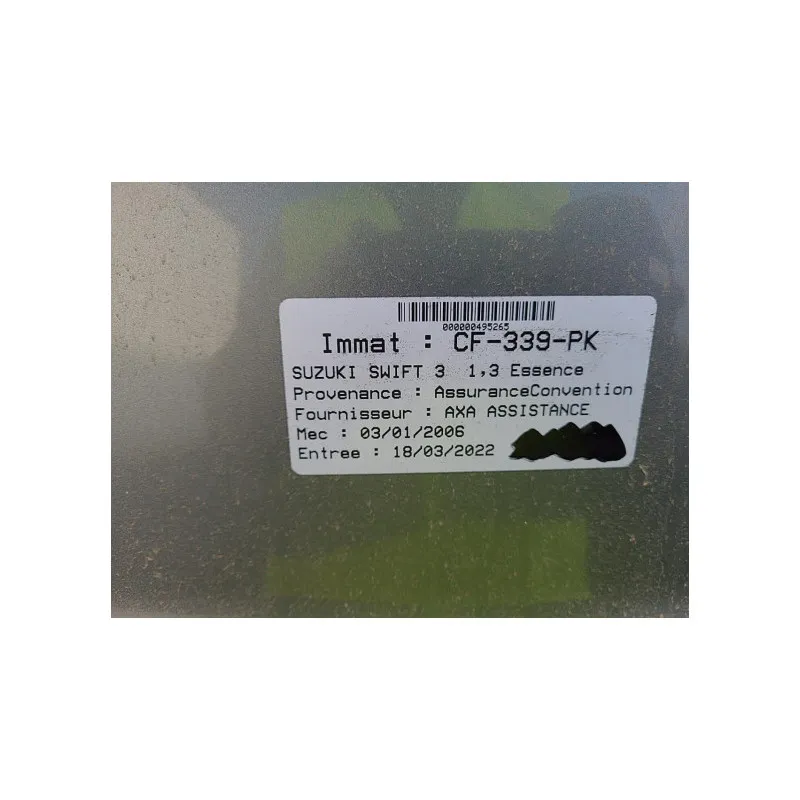 000000495265
Immat : CF-339-PK
SUZUKI SWIFT 3 1,3 Essence
Provenance : AssuranceConvention
Fournisseur : AXA ASSISTANCE
Mec : 03/01/2006
Entree : 18/03/2022